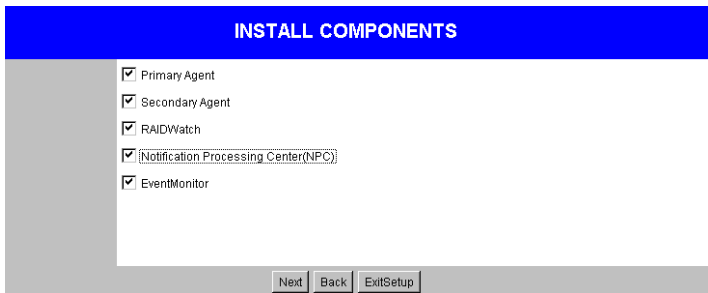 INSTALL COMPONENTS
Primary Agent
Secondary Agent
RAIDWatch
Notification Processing Center(NPC)
EventMonitor
Next Back ExitSetup